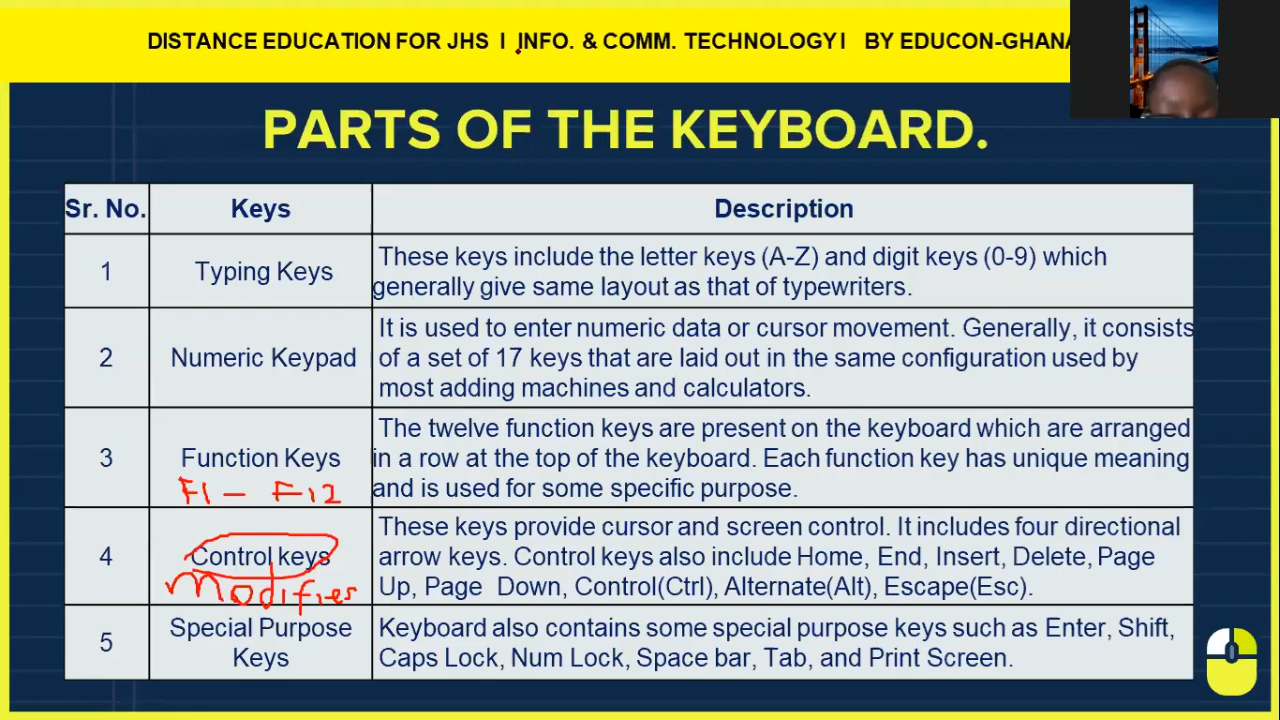 DISTANCE EDUCATION FOR JHS I INFO. & COMM. TECHNOLOGY I BY EDUCON-GHANA
PARTS OF THE KEYBOARD.
Sr. No. Keys Description
1 Typing Keys These keys include the letter keys (A-Z) and digit keys (0-9) which
generally give same layout as that of typewriters.
2 Numeric Keypad It is used to enter numeric data or cursor movement. Generally, it consists
of a set of 17 keys that are laid out in the same configuration used by
most adding machines and calculators.
3 Function Keys The twelve function keys are present on the keyboard which are arranged
in a row at the top of the keyboard. Each function key has unique meaning
and is used for some specific purpose.
F1 - F12
4 Control keys These keys provide cursor and screen control. It includes four directional
arrow keys. Control keys also include Home, End, Insert, Delete, Page
Up, Page Down, Control(Ctrl), Alternate(Alt), Escape(Esc).
Modifies
5 Special Purpose Keys Keyboard also contains some special purpose keys such as Enter, Shift,
Caps Lock, Num Lock, Space bar, Tab, and Print Screen.